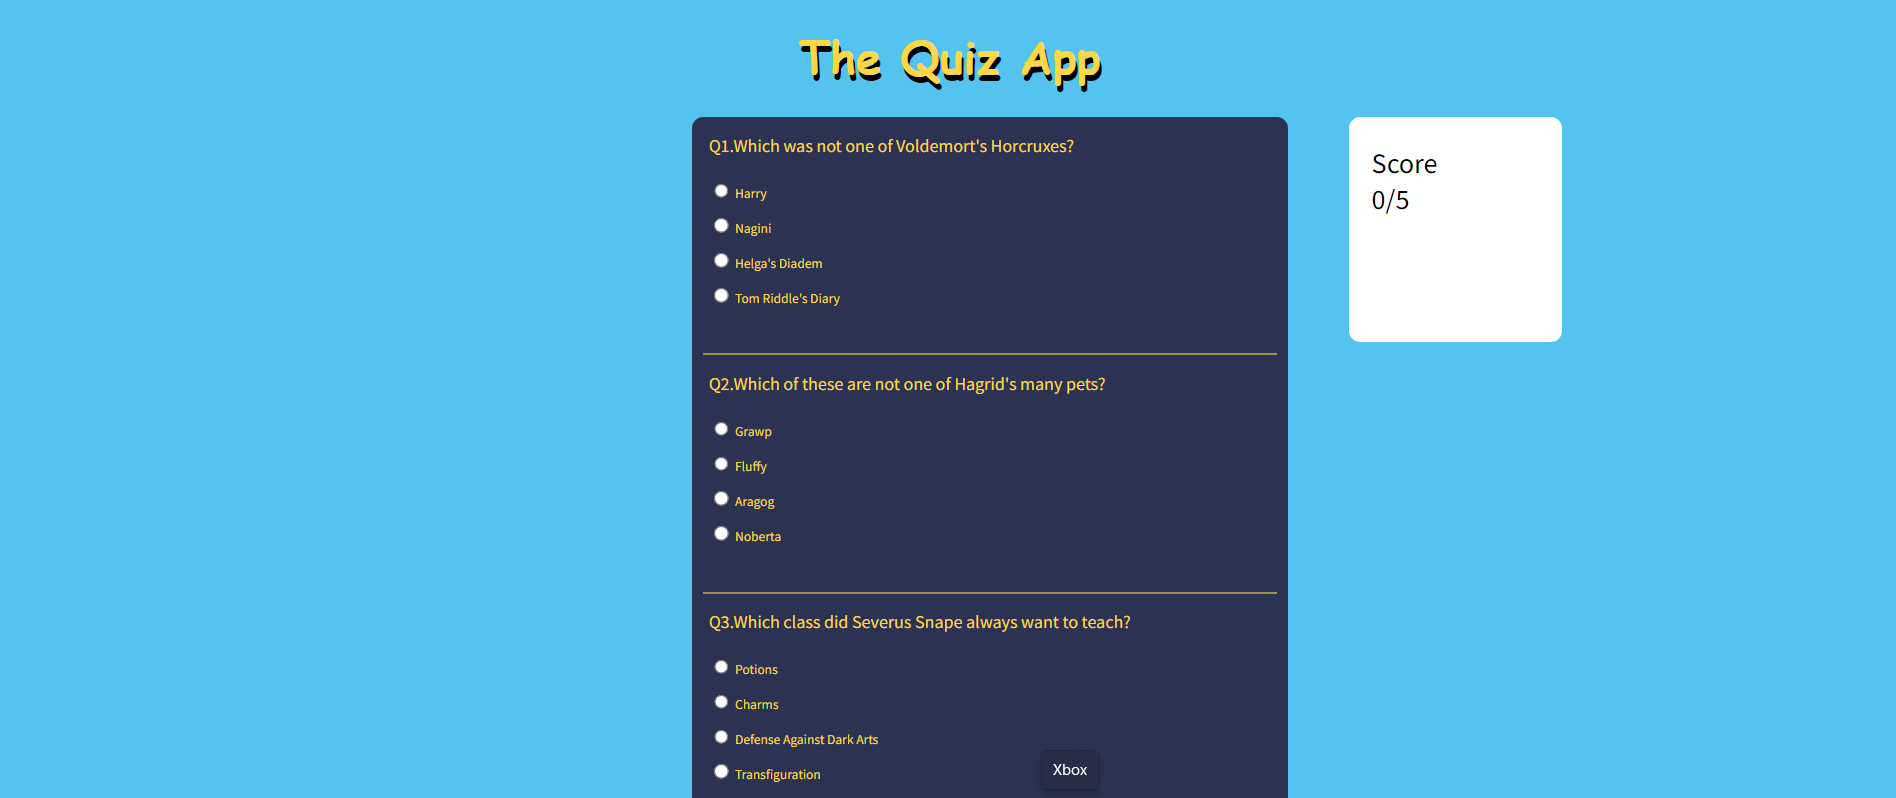 The Quiz App
Q1.Which was not one of Voldemort's Horcruxes?
Harry
Nagini
Helga's Diadem
Tom Riddle's Diary
Q2.Which of these are not one of Hagrid's many pets?
Grawp
Fluffy
Aragog
Noberta
Q3.Which class did Severus Snape always want to teach?
Potions
Charms
Defense Against Dark Arts
Transfiguration
Xbox
Score
0/5